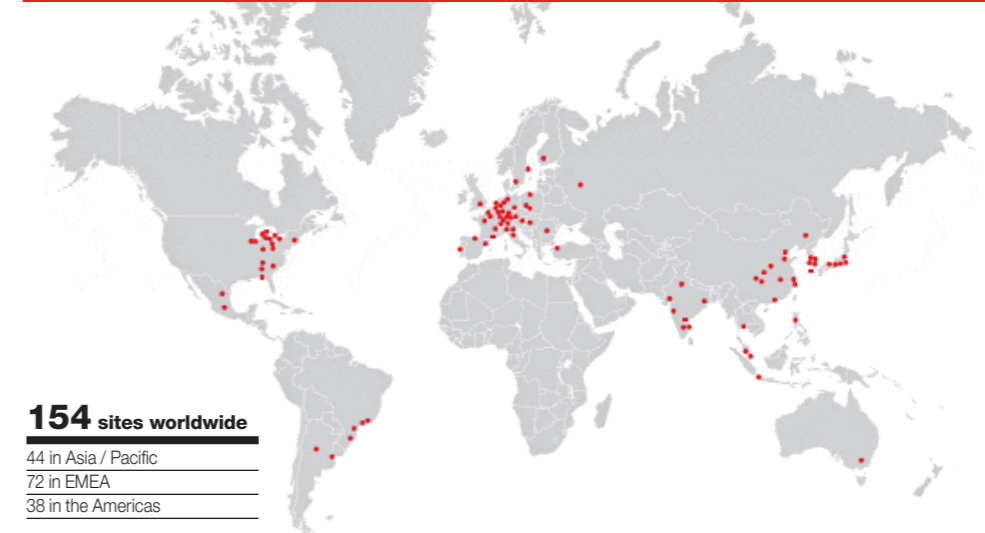 154 sites worldwide
44 in Asia / Pacific
72 in EMEA
38 in the Americas